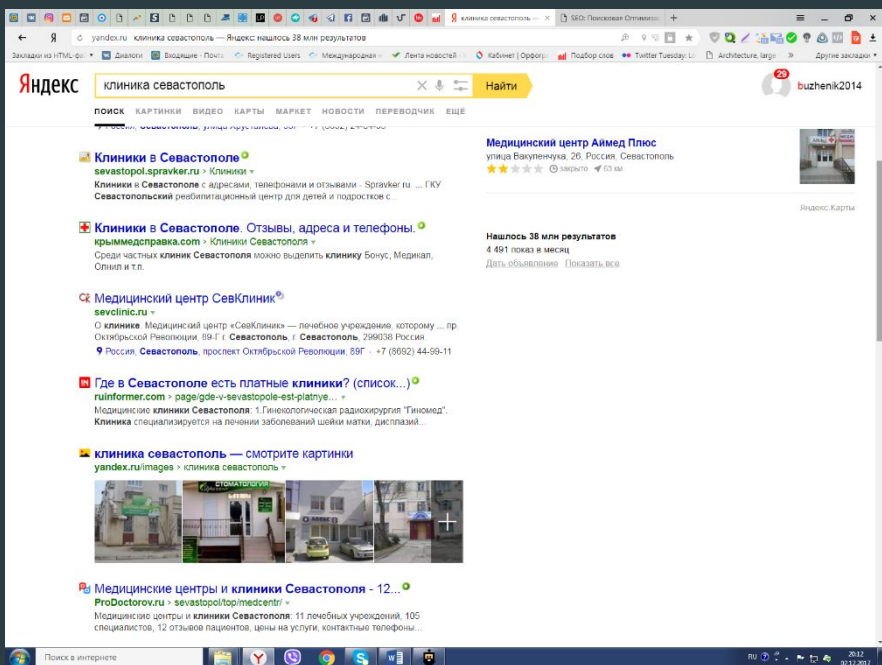 клиника севастополь —
SEO: Поисковая Оптимиза
yandex.ru клиника севастополь — Яндекс: нашлось 38 млн результатов
Закладки из HTML-фа Диалоги Входящие - Почта Registered Users Международная Лента новостей Кабинет | Орфогр Подбор слов Twitter Tuesday: Lo Architecture, large » Другие закладки
Яндекс
клиника севастополь
Найти
29
buzhenik2014
ПОИСК КАРТИНКИ ВИДЕО КАРТЫ МАРКЕТ НОВОСТИ ПЕРЕВОДЧИК ЕЩЁ
Клиники в Севастополе
sevastopol.spravker.ru › Клиники
Клиники в Севастополе с адресами, телефонами и отзывами - Spravker.ru. ... ГКУ
Севастопольский реабилитационный центр для детей и подростков с...
Клиники в Севастополе. Отзывы, адреса и телефоны.
крыммедсправка.com › Клиники Севастополя
Среди частных клиник Севастополя можно выделить клинику Бонус, Медикал,
Олнил и т.п.
Медицинский центр СевКлиник
sevclinic.ru
О клинике. Медицинский центр «СевКлиник» — лечебное учреждение, которому ... пр.
Октябрьской Революции, 89-Г г. Севастополь, г. Севастополь, 299038 Россия.
Россия, Севастополь, проспект Октябрьской Революции, 89Г · +7 (8692) 44-99-11
Где в Севастополе есть платные клиники? (список...)
ruinformer.com › page/gde-v-sevastopole-est-platnye...
Медицинские клиники Севастополя: 1.Гинекологическая радиохирургия "Гиномед".
Клиника специализируется на лечении заболеваний шейки матки, дисплазий...
клиника севастополь — смотрите картинки
yandex.ru/images › клиника севастополь
СТОМАТОЛОГИЯ
Медицинские центры и клиники Севастополя - 12...
ProDoctorov.ru › sevastopol/top/medcentr/
Медицинские центры и клиники Севастополя: 11 лечебных учреждений, 105
специалистов, 12 отзывов пациентов, цены на услуги, контактные телефоны...
Медицинский центр Аймед Плюс
улица Вакуленчука, 26, Россия, Севастополь
закрыто 63 км
Яндекс.Карты
Нашлось 38 млн результатов
4 491 показ в месяц
Дать объявление Показать все
Поиск в интернете
RU
20:12
02.12.2017